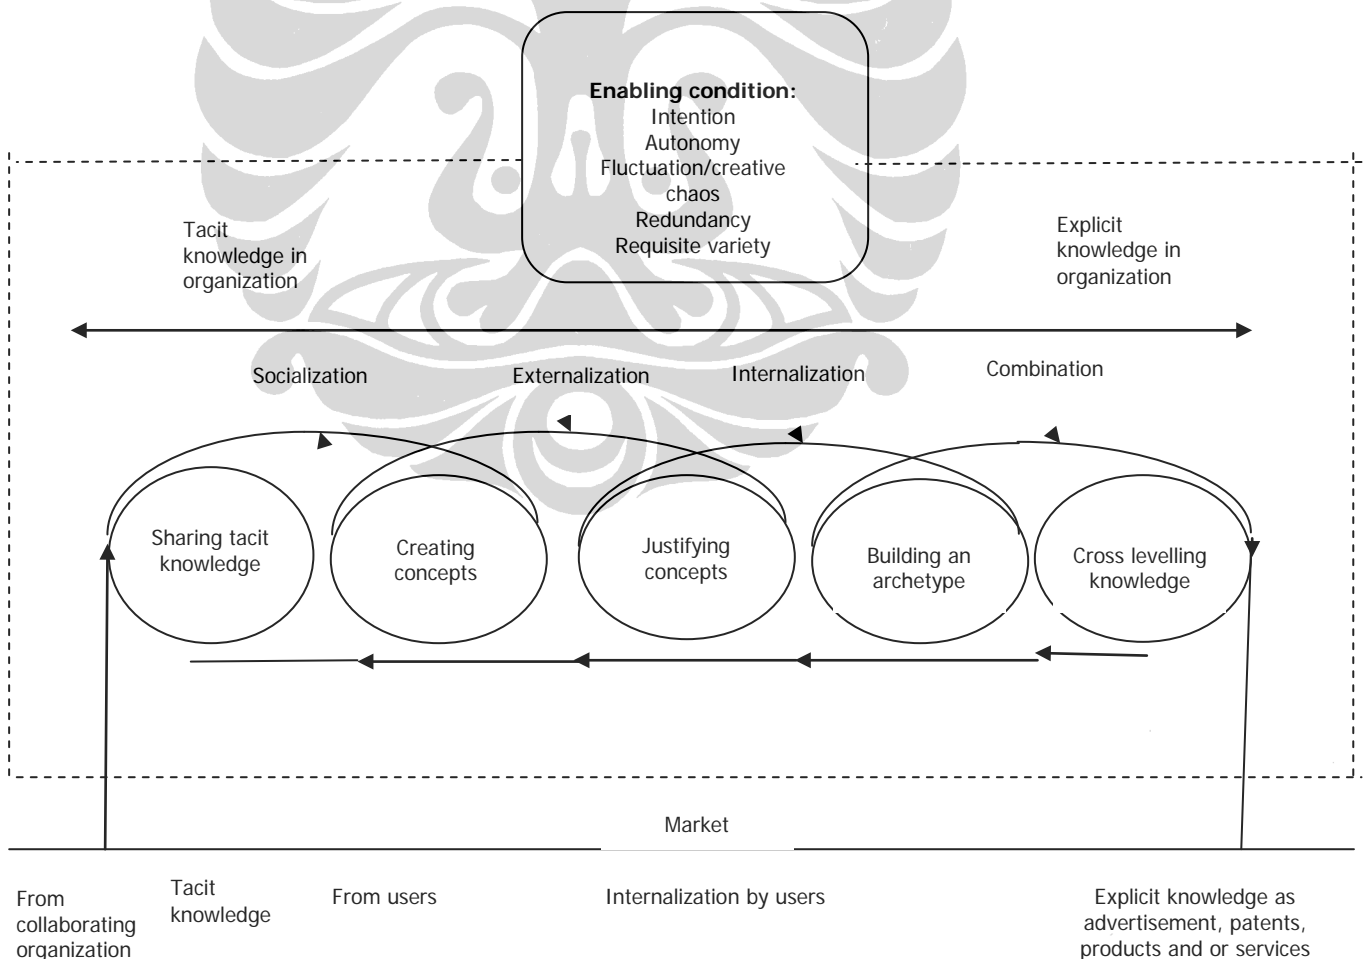 Enabling condition:
Intention
Autonomy
Fluctuation/creative
chaos
Redundancy
Requisite variety
Tacit
knowledge in
organization
Explicit
knowledge in
organization
Socialization
Externalization
Internalization
Combination
Sharing tacit
knowledge
Creating
concepts
Justifying
concepts
Building an
archetype
Cross levelling
knowledge
Market
From
collaborating
organization
Tacit
knowledge
From users
Internalization by users
Explicit knowledge as
advertisement, patents,
products and or services